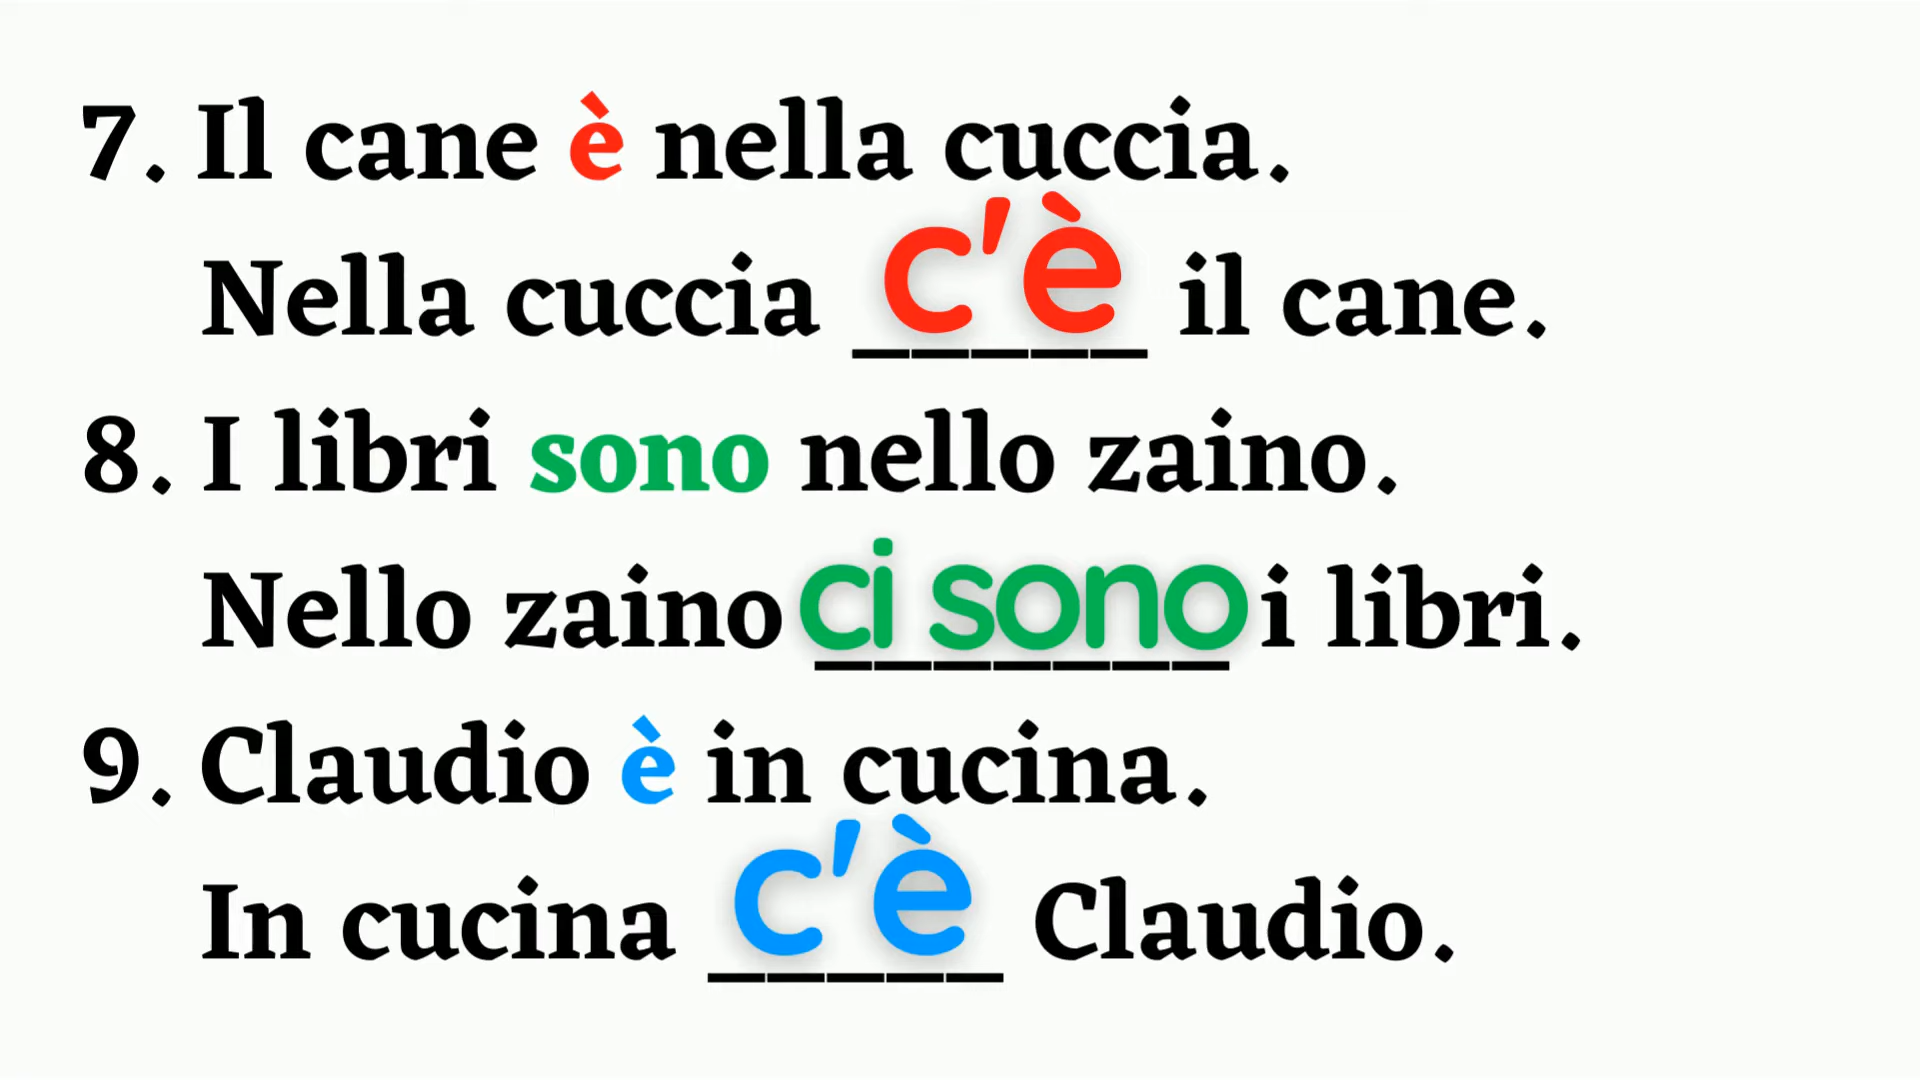 7. Il cane è nella cuccia.
Nella cuccia c'è il cane.
8. I libri sono nello zaino.
Nello zaino ci sono i libri.
9. Claudio è in cucina.
In cucina c'è Claudio.